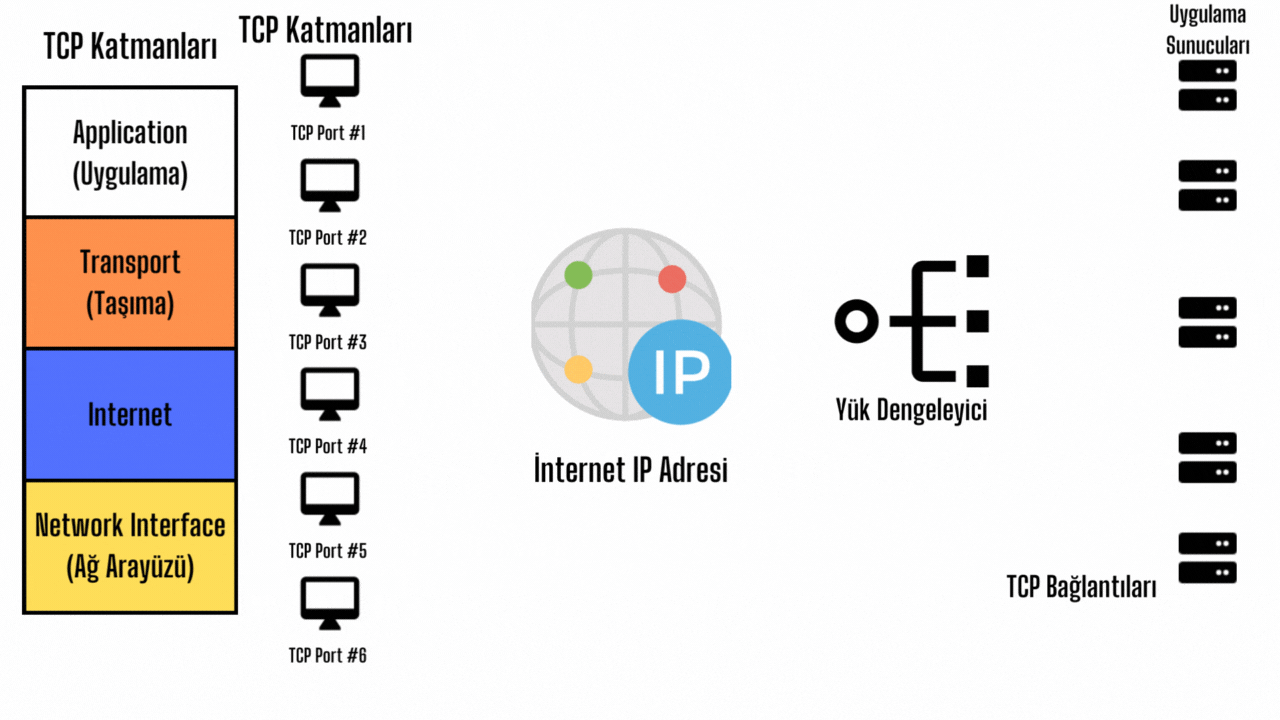 TCP Katmanları
Application
(Uygulama)
Transport
(Taşıma)
Internet
Network Interface
(Ağ Arayüzü)
TCP Katmanları
TCP Port #1
TCP Port #2
TCP Port #3
TCP Port #4
TCP Port #5
TCP Port #6
IP
İnternet IP Adresi
Yük Dengeleyici
Uygulama
Sunucuları
TCP Bağlantıları